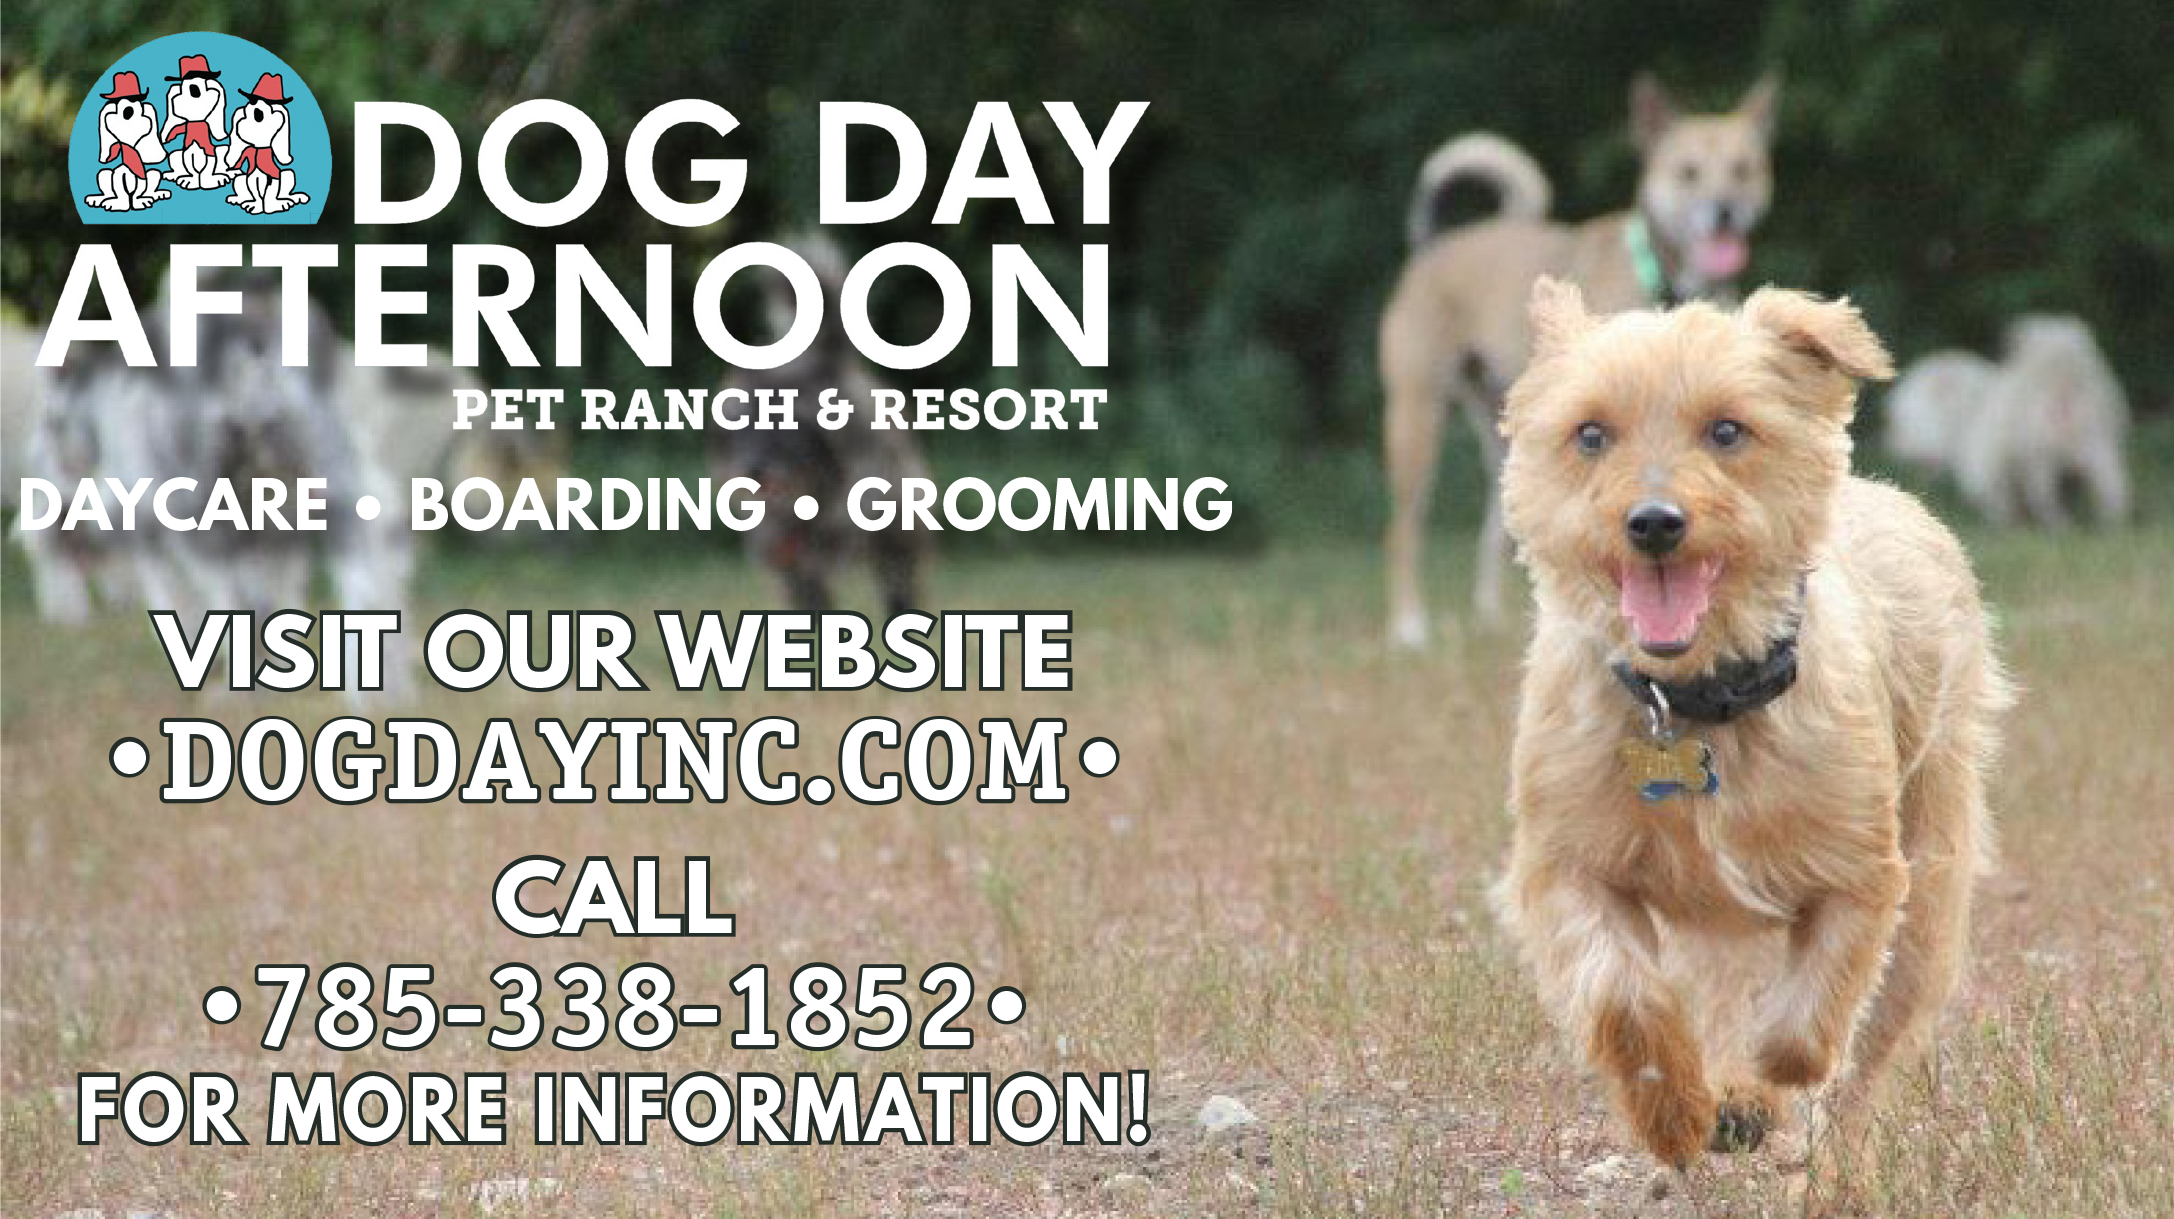 DOG DAY
AFTERNOON
PET RANCH & RESORT
DAYCARE • BOARDING • GROOMING
VISIT OUR WEBSITE
•DOGDAYINC.COM•
CALL
•785-338-1852•
FOR MORE INFORMATION!